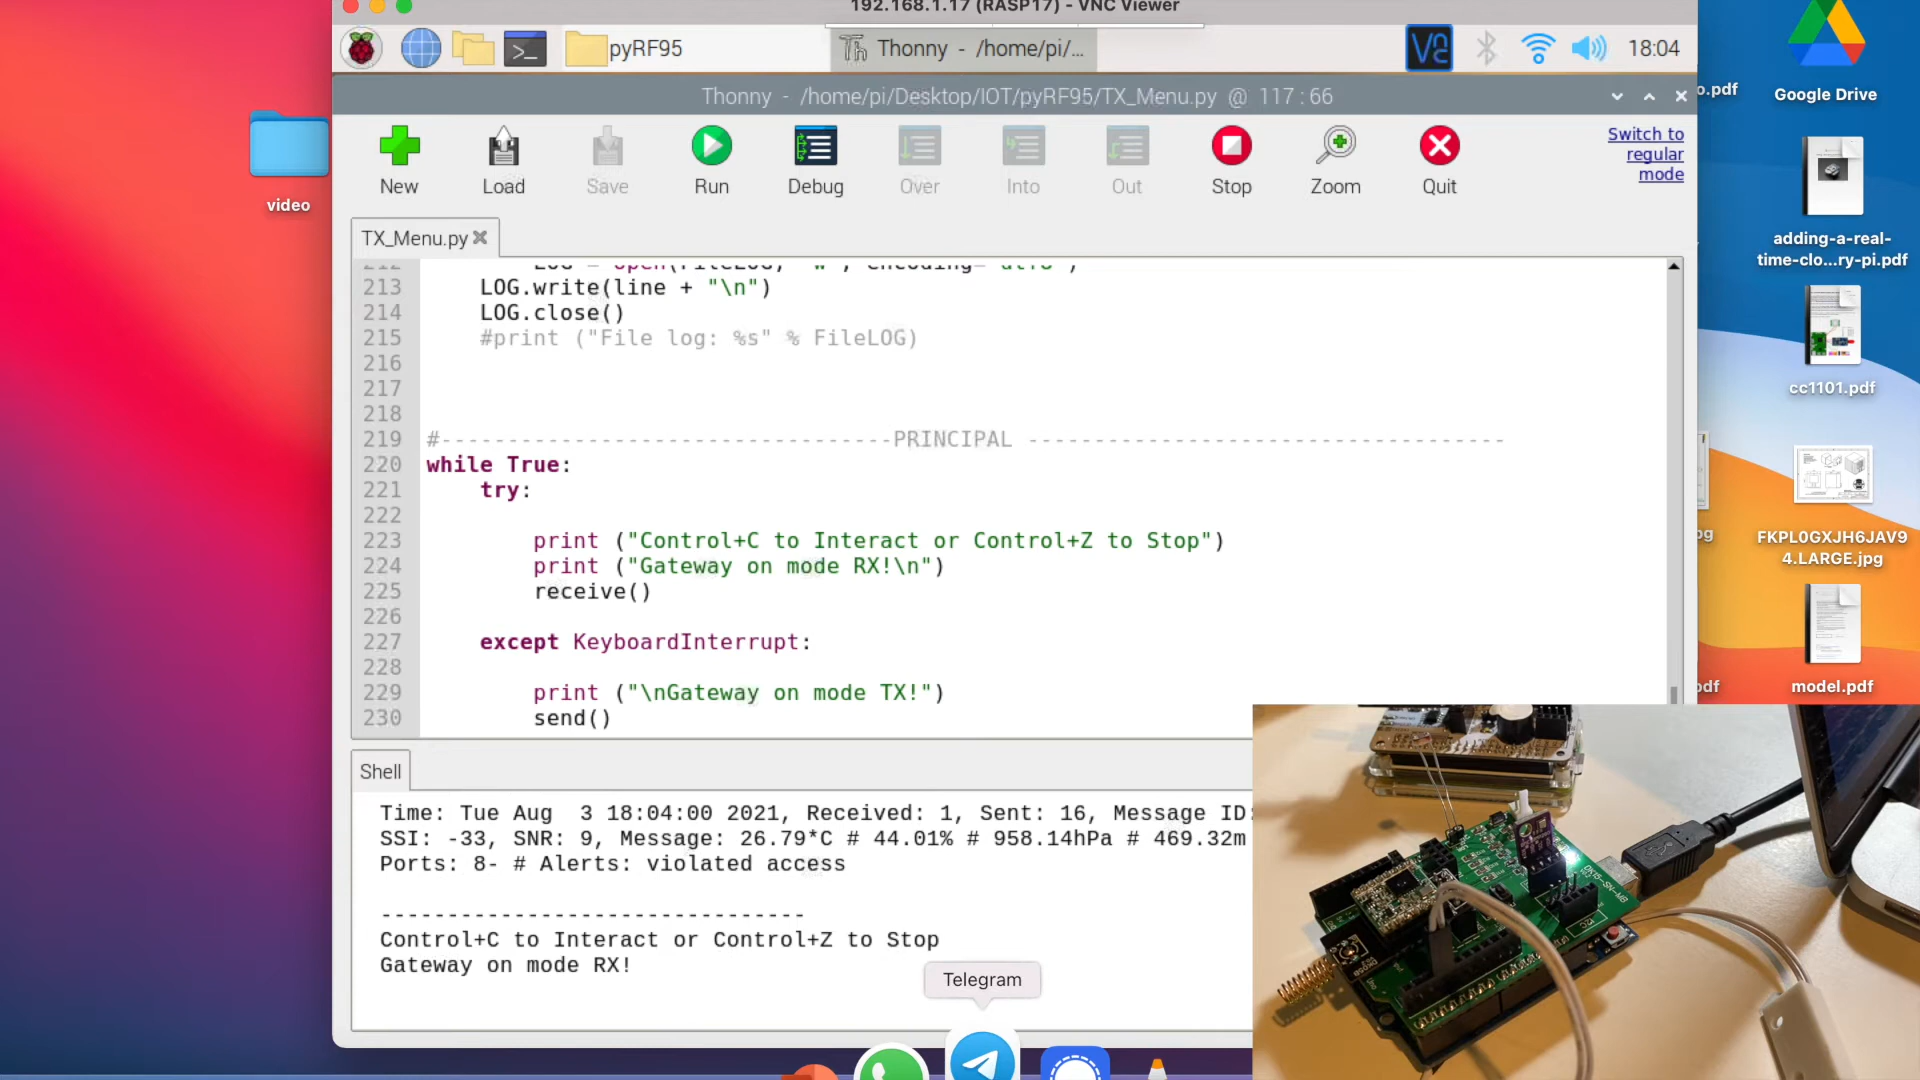 192.168.1.17 (RASP17) - VNC Viewer
pyRF95
Thonny - /home/pi/...
18:04
Thonny - /home/pi/Desktop/IOT/pyRF95/TX_Menu.py @ 117 : 66
New
Load
Save
Run
Debug
Over
Into
Out
Stop
Zoom
Quit
Switch to
regular
mode
TX_Menu.py
213 LOG.write(line + "\n")
214 LOG.close()
215 #print ("File log: %s" % FileLOG)
216
217
218
219 #----------------------------------PRINCIPAL ------------------------------------
220 while True:
221 try:
222
223 print ("Control+C to Interact or Control+Z to Stop")
224 print ("Gateway on mode RX!\n")
225 receive()
226
227 except KeyboardInterrupt:
228
229 print ("\nGateway on mode TX!")
230 send()
Shell
Time: Tue Aug  3 18:04:00 2021, Received: 1, Sent: 16, Message ID:
SSI: -33, SNR: 9, Message: 26.79*C # 44.01% # 958.14hPa # 469.32m
Ports: 8- # Alerts: violated access
--------------------------------
Control+C to Interact or Control+Z to Stop
Gateway on mode RX!
Telegram
video
o.pdf
Google Drive
adding-a-real-
time-clo...ry-pi.pdf
cc1101.pdf
FKPL0GXJH6JAV9
4.LARGE.jpg
model.pdf